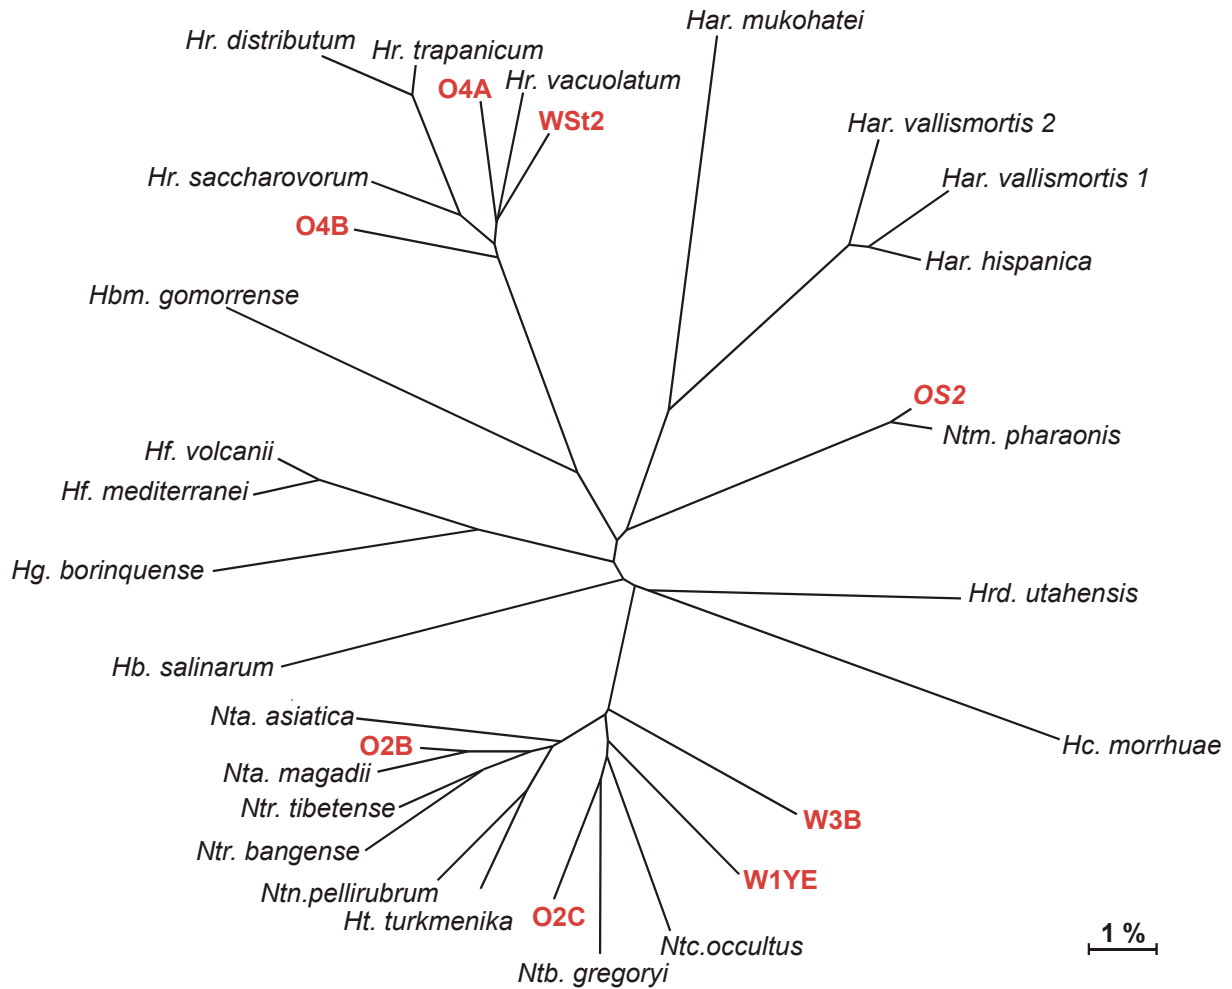 Har. mukohatei
Hr. distributum
Hr. trapanicum
Hr. vacuolatum
O4A
WSt2
Har. vallismortis 2
Hr. saccharovorum
Har. vallismortis 1
O4B
Har. hispanica
Hbm. gomorrense
OS2
Ntm. pharaonis
Hf. volcanii
Hf. mediterranei
Hg. borinquense
Hrd. utahensis
Hb. salinarum
Nta. asiatica
O2B
Hc. morrhuae
Nta. magadii
Ntr. tibetense
W3B
Ntr. bangense
W1YE
Ntn.pellirubrum
Ht. turkmenika
O2C
1 %
Ntc.occultus
Ntb. gregoryi